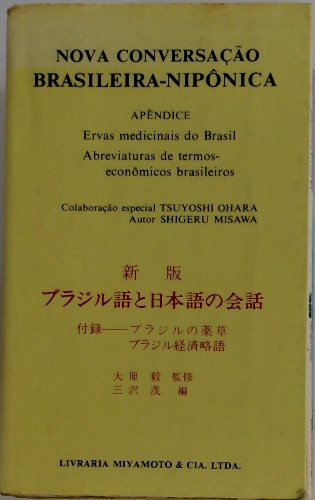 NOVA CONVERSAÇÃO
BRASILEIRA-NIPÔNICA
APÊNDICE
Ervas medicinais do Brasil
Abreviaturas de termos-
econômicos brasileiros
Colaboração especial TSUYOSHI OHARA
Autor SHIGERU MISAWA
新 版
ブラジル語と日本語の会話
付録——ブラジルの薬草
ブラジル経済略語
大原 毅 監修
三沢 茂 編
LIVRARIA MIYAMOTO & CIA. LTDA.